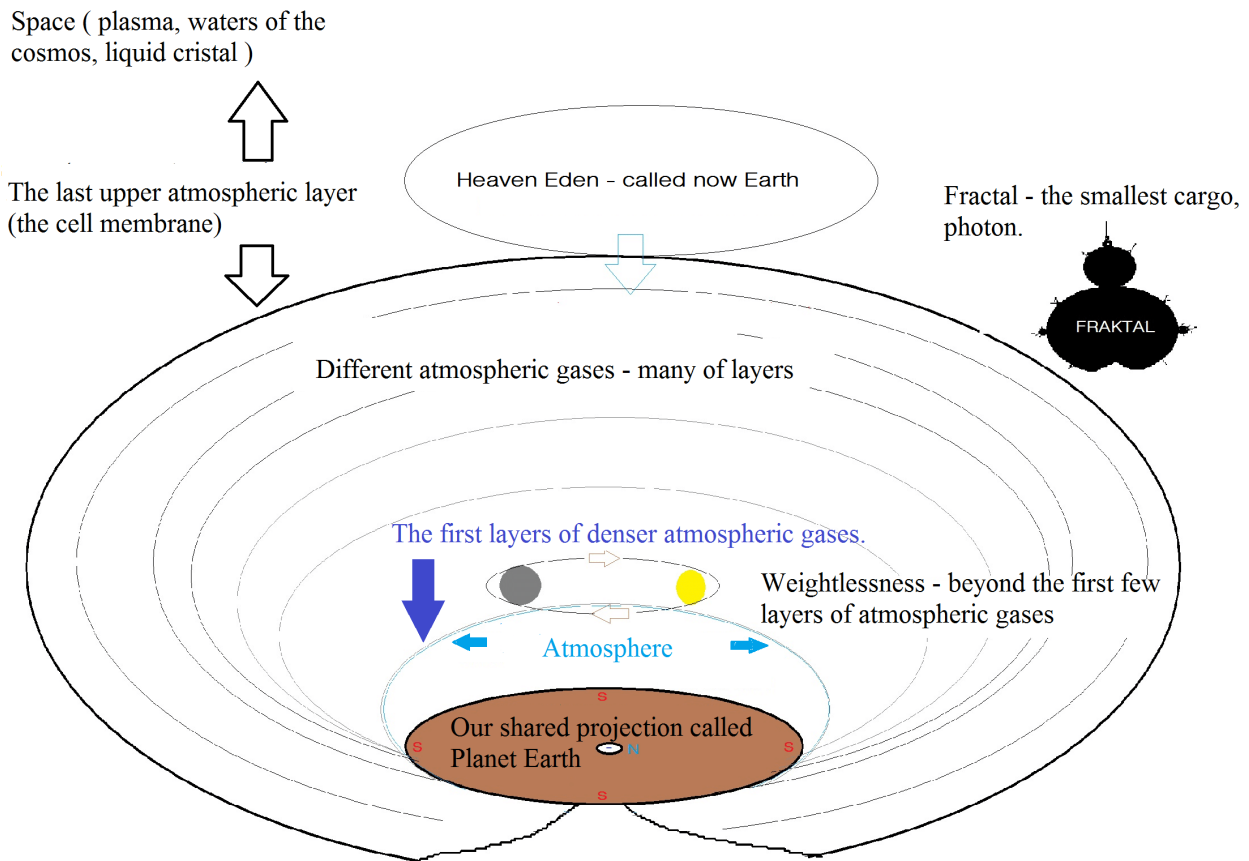 Space ( plasma, waters of the
cosmos, liquid cristal )
The last upper atmospheric layer
(the cell membrane)
Heaven Eden - called now Earth
Fractal - the smallest cargo,
photon.
FRAKTAL
Different atmospheric gases - many of layers
The first layers of denser atmospheric gases.
Weightlessness - beyond the first few
layers of atmospheric gases
Atmosphere
S
Our shared projection called
Planet Earth
S
N
S
S